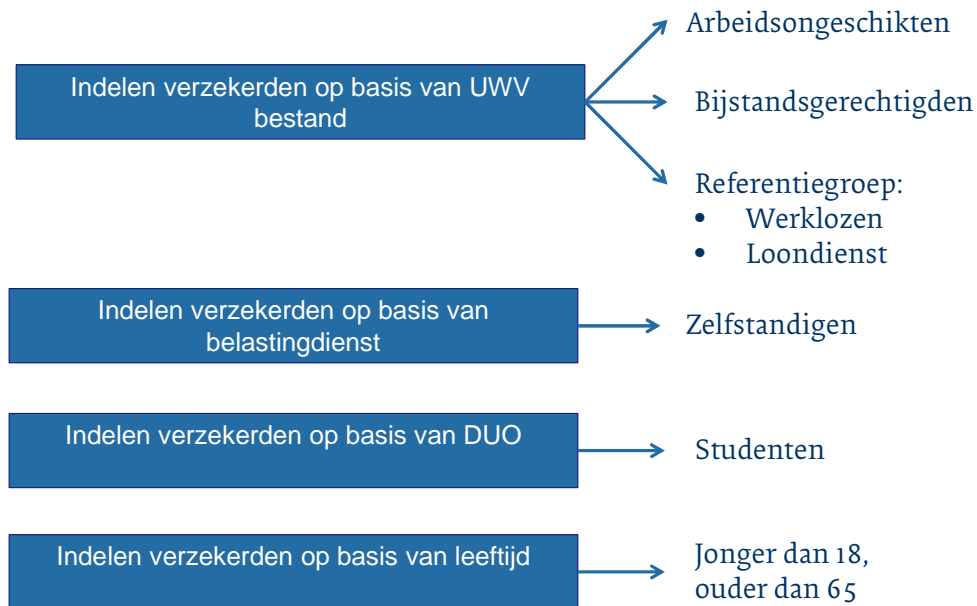 Indelen verzekerden op basis van UWV
bestand
Arbeidsongeschikten
Bijstandsgerechtigden
Referentiegroep:
• Werklozen
• Loondienst
Indelen verzekerden op basis van
belastingdienst
Zelfstandigen
Indelen verzekerden op basis van DUO
Studenten
Indelen verzekerden op basis van leeftijd
Jonger dan 18,
ouder dan 65